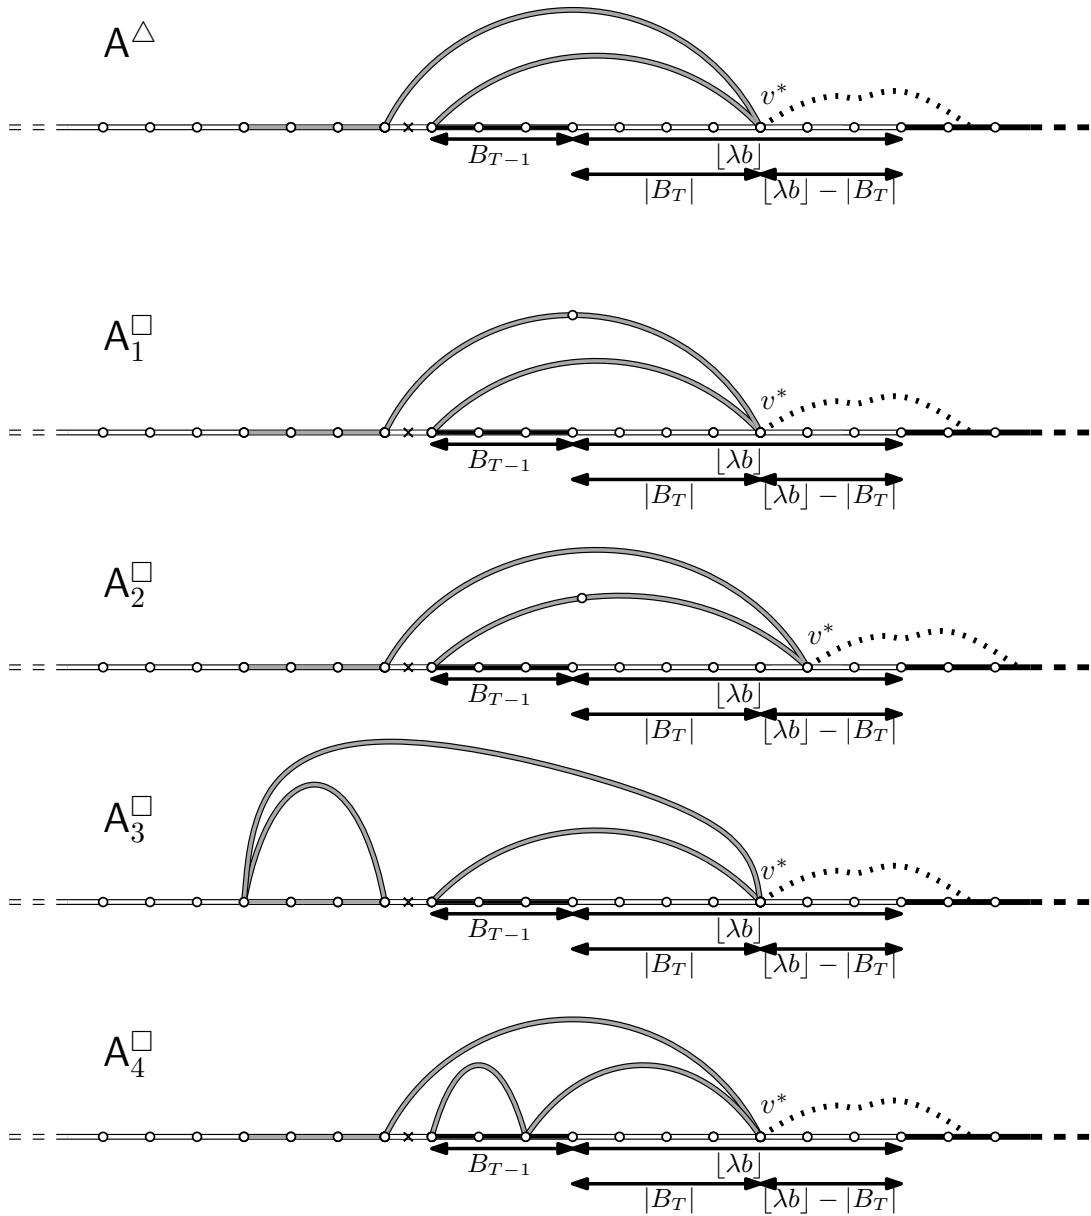 A^△
v*
B_{T−1}
⌊λb⌋
|B_T| ⌊λb⌋ − |B_T|
A_1^□
v*
B_{T−1}
⌊λb⌋
|B_T| ⌊λb⌋ − |B_T|
A_2^□
v*
B_{T−1}
⌊λb⌋
|B_T| ⌊λb⌋ − |B_T|
A_3^□
v*
B_{T−1}
⌊λb⌋
|B_T| ⌊λb⌋ − |B_T|
A_4^□
v*
B_{T−1}
⌊λb⌋
|B_T| ⌊λb⌋ − |B_T|